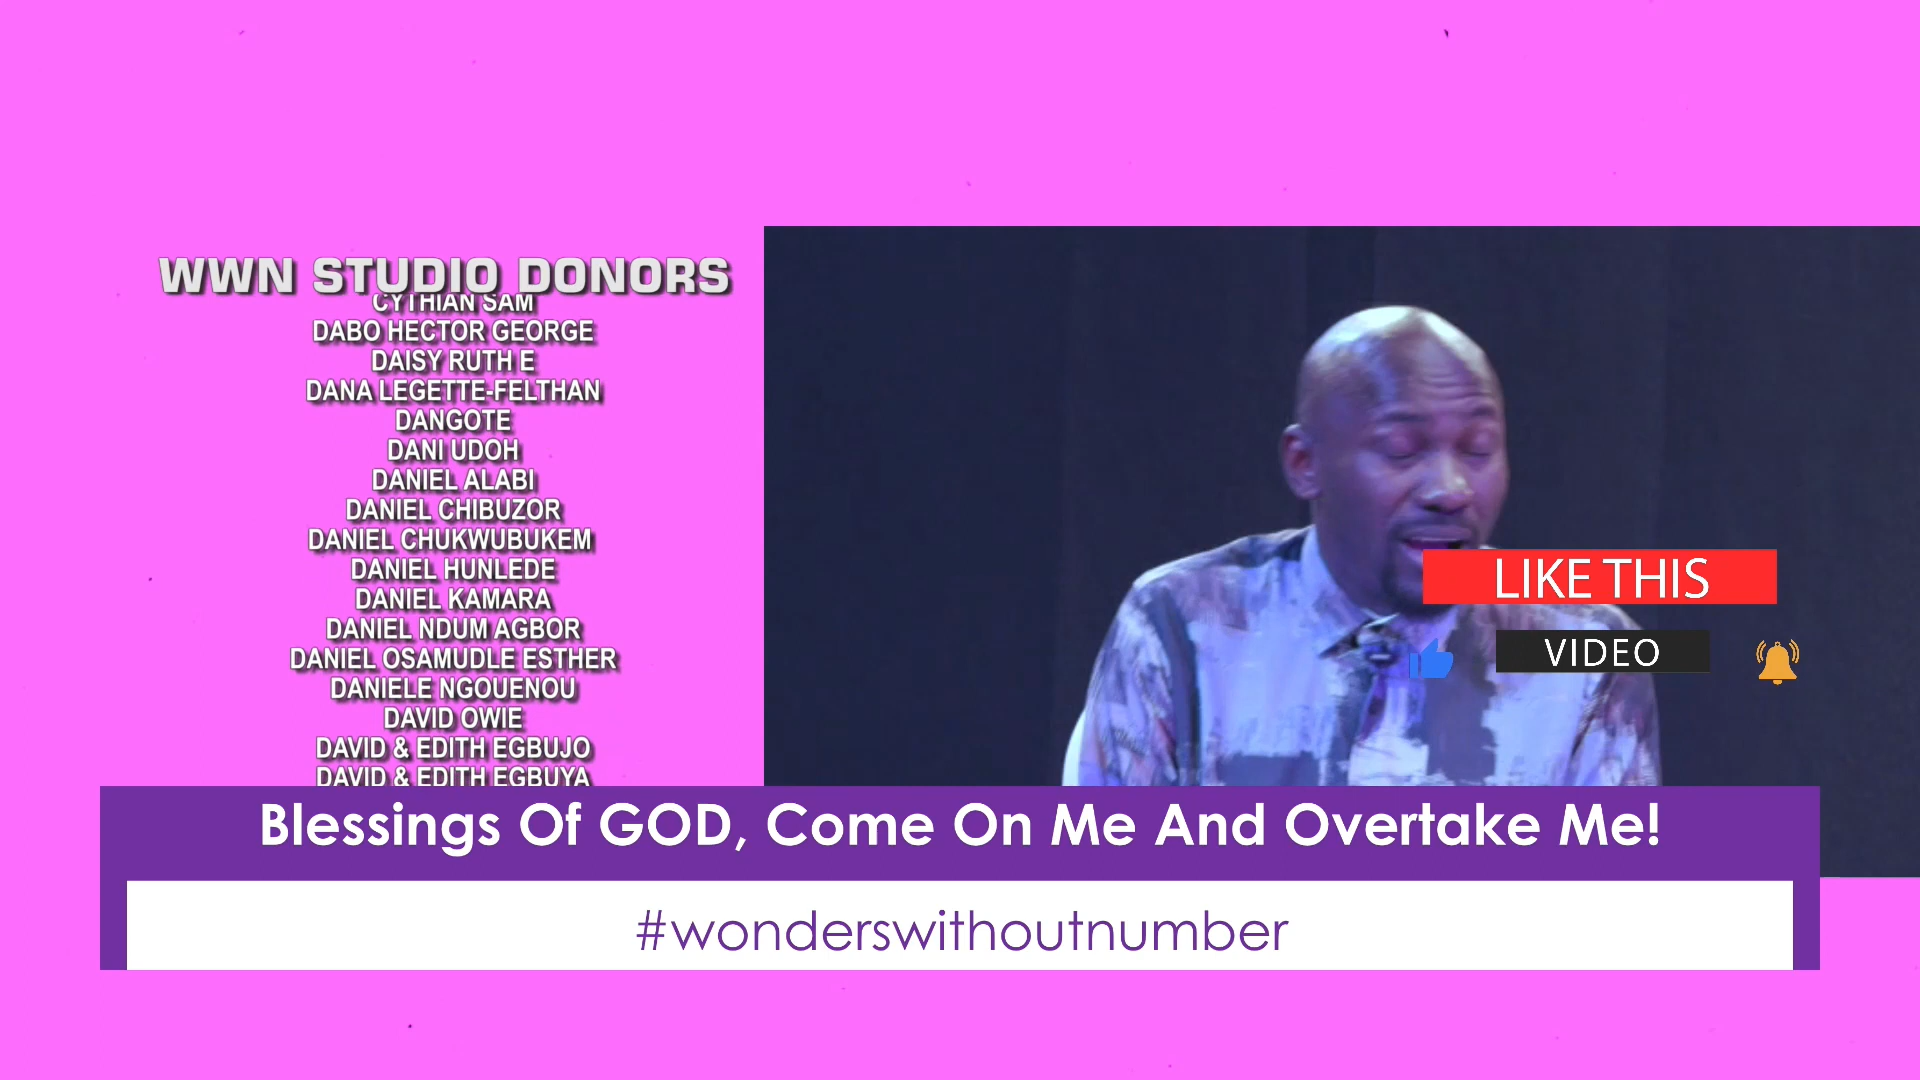 WWN STUDIO DONORS
CYTHIAN SAM
DABO HECTOR GEORGE
DAISY RUTH E
DANA LEGETTE-FELTHAN
DANGOTE
DANI UDOH
DANIEL ALABI
DANIEL CHIBUZOR
DANIEL CHUKWUBUKEM
DANIEL HUNLEDE
DANIEL KAMARA
DANIEL NDUM AGBOR
DANIEL OSAMUDLE ESTHER
DANIELE NGOUENOU
DAVID OWIE
DAVID & EDITH EGBUJO
DAVID & EDITH EGBUYA
LIKE THIS
VIDEO
Blessings Of GOD, Come On Me And Overtake Me!
#wonderswithoutnumber